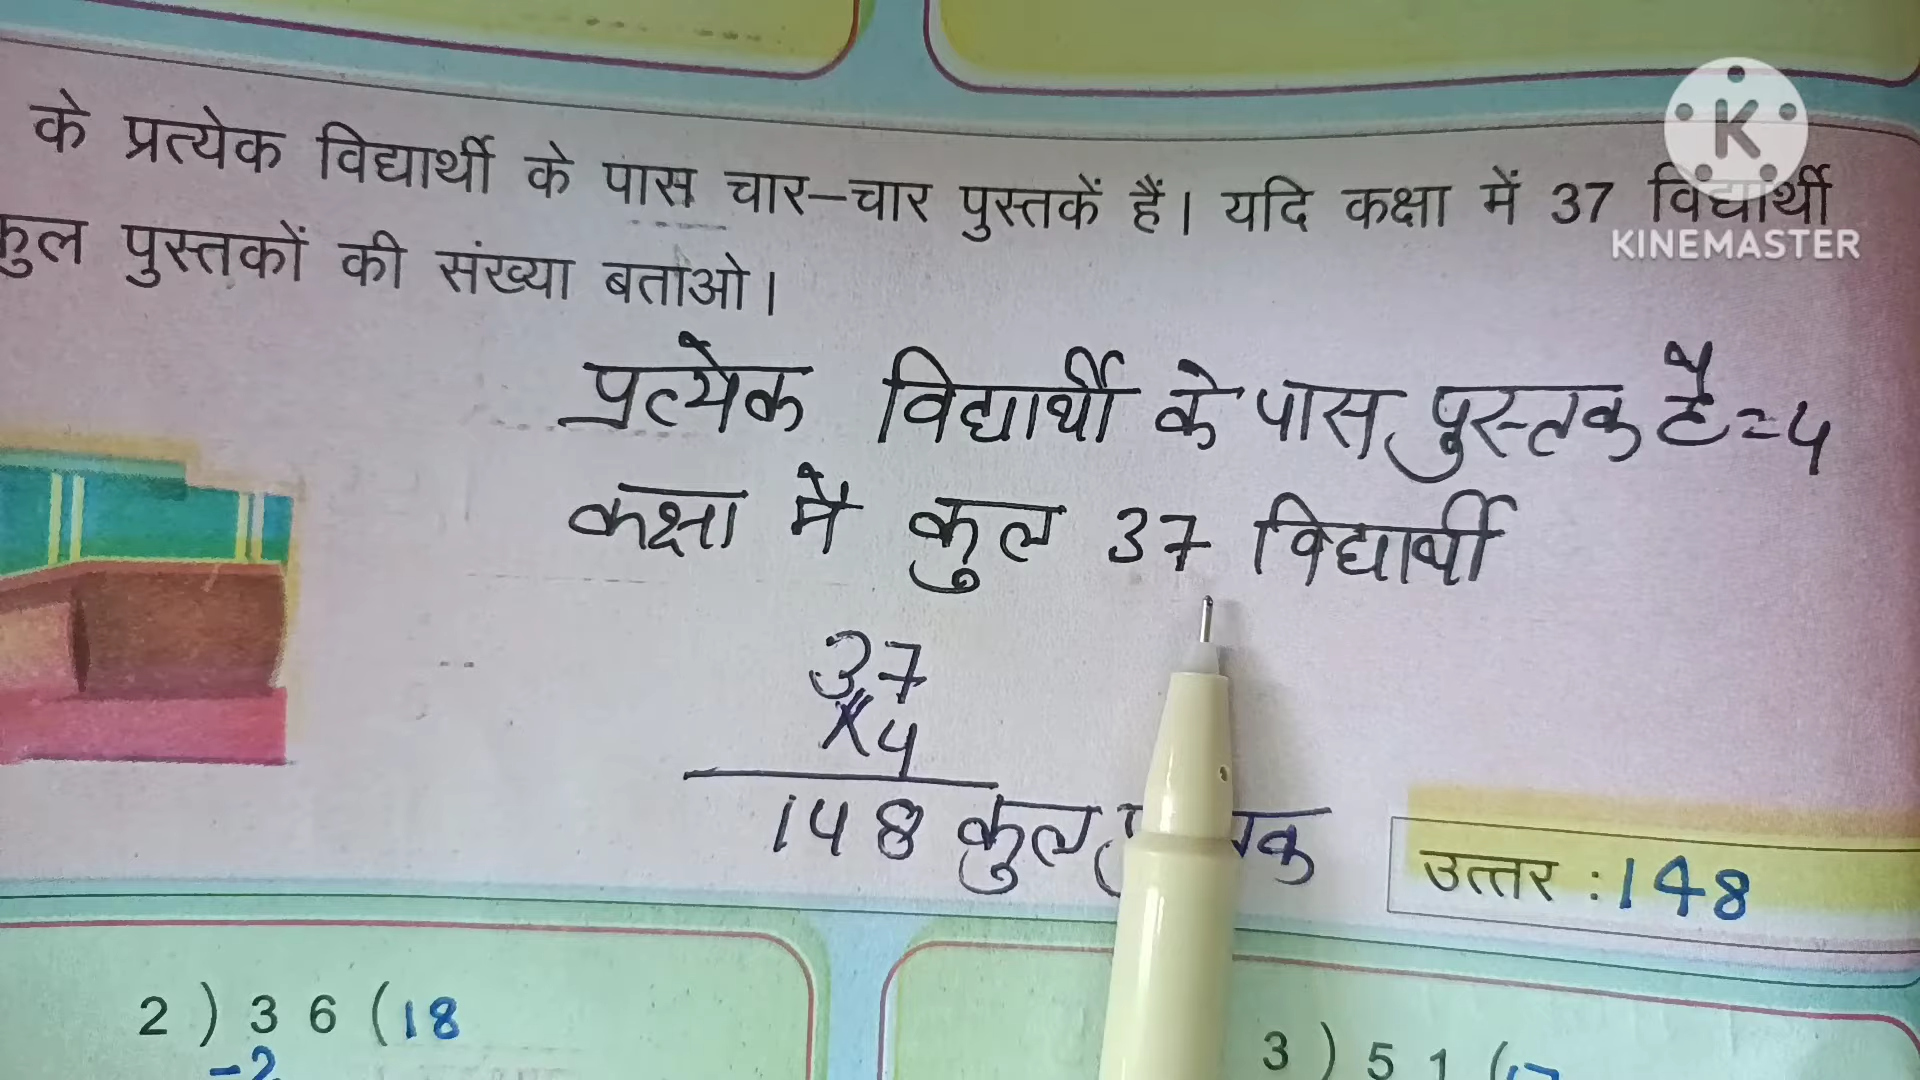 के प्रत्येक विद्यार्थी के पास चार–चार पुस्तकें हैं। यदि कक्षा में 37 विद्यार्थी
कुल पुस्तकों की संख्या बताओ।
K
KINEMASTER
प्रत्येक विद्यार्थी के पास पुस्तक है = 4
कक्षा मे कुल 37 विद्यार्थी
37
X4
148 कुल
उत्तर : 148
2 ) 3 6 ( 18
-2
3 ) 5 1 (